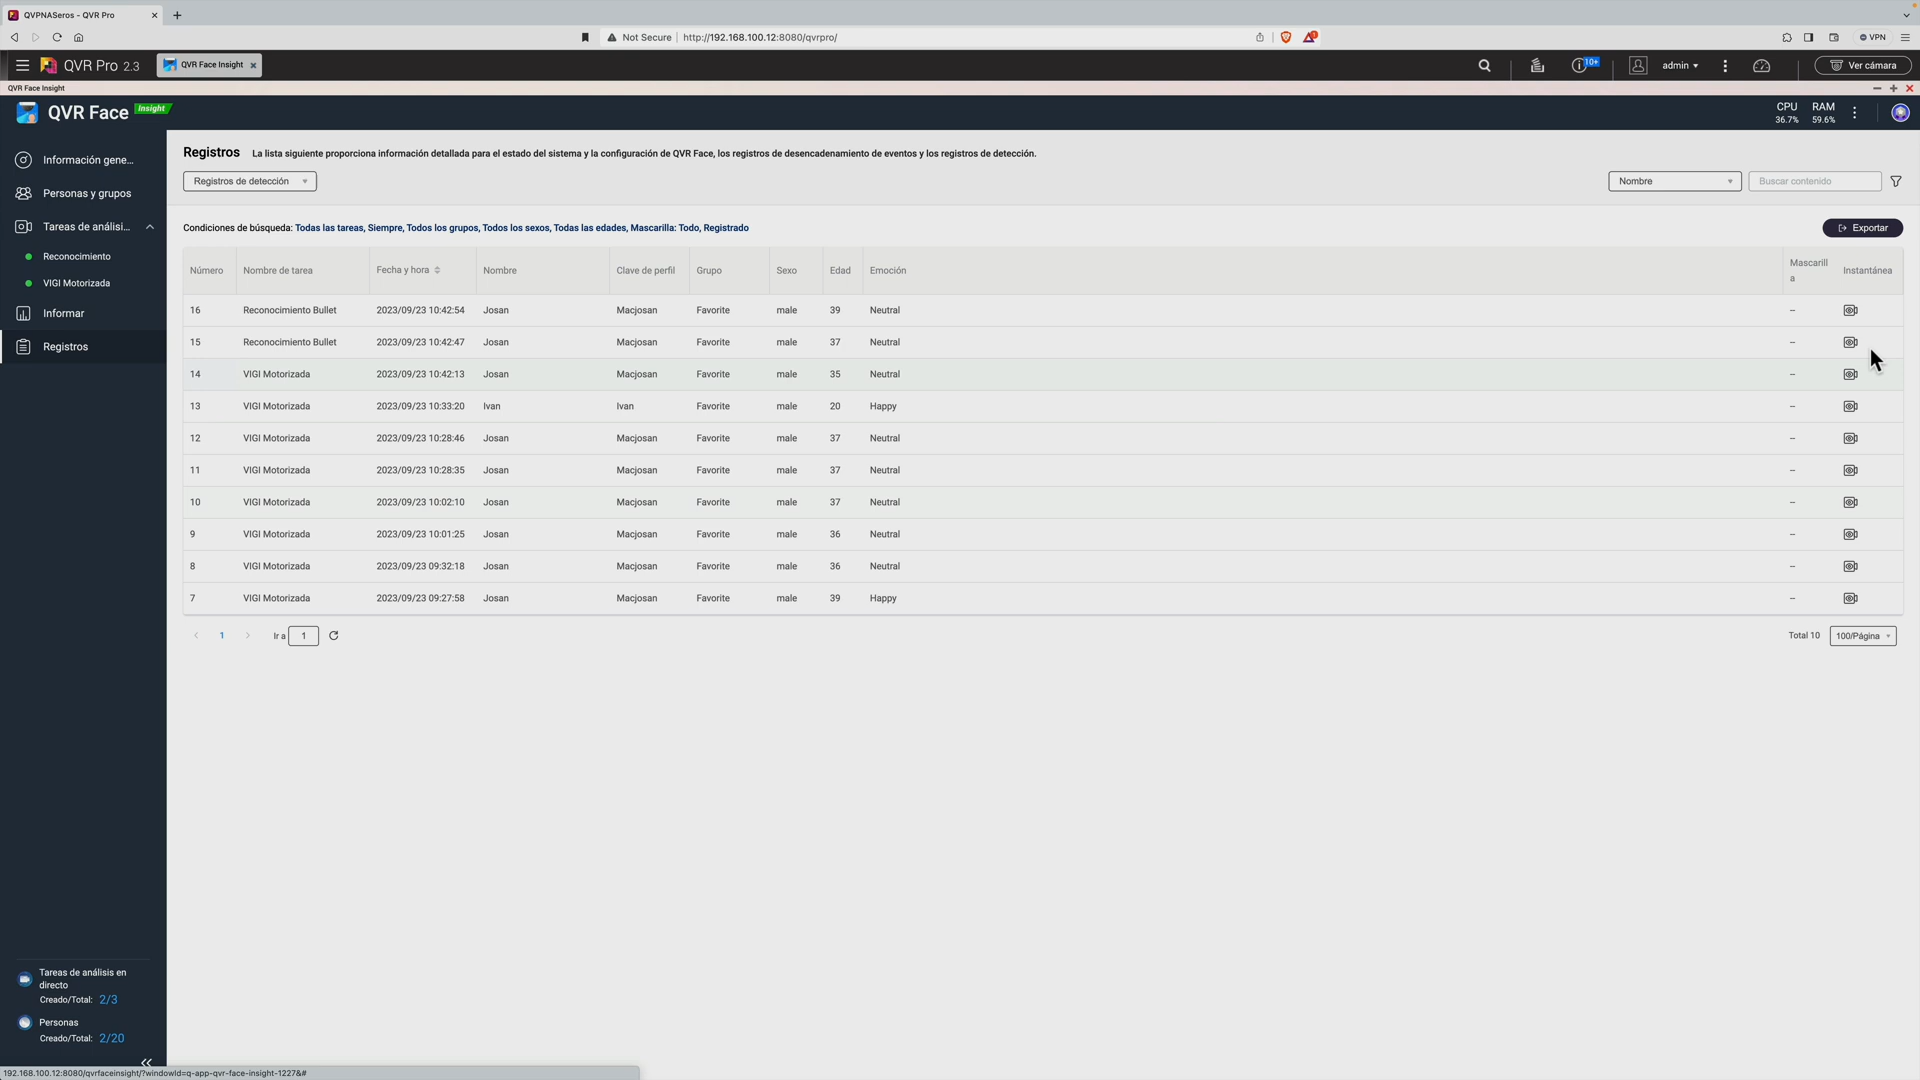 QVPNASeros - QVR Pro
Not Secure http://192.168.100.12:8080/qvrpro/ 1 VPN
QVR Pro 2.3 QVR Face Insight 10+ admin Ver cámara
QVR Face Insight
QVR Face Insight
CPU RAM
36.7% 59.6%
Información gene...
Personas y grupos
Tareas de análisi...
Reconocimiento
VIGI Motorizada
Informar
Registros
Registros La lista siguiente proporciona información detallada para el estado del sistema y la configuración de QVR Face, los registros de desencadenamiento de eventos y los registros de detección.
Registros de detección Nombre Buscar contenido
Condiciones de búsqueda: Todas las tareas, Siempre, Todos los grupos, Todos los sexos, Todas las edades, Mascarilla: Todo, Registrado Exportar
Número Nombre de tarea Fecha y hora Nombre Clave de perfil Grupo Sexo Edad Emoción Mascarilla Instantánea
16 Reconocimiento Bullet 2023/09/23 10:42:54 Josan Macjosan Favorite male 39 Neutral --
15 Reconocimiento Bullet 2023/09/23 10:42:47 Josan Macjosan Favorite male 37 Neutral --
14 VIGI Motorizada 2023/09/23 10:42:13 Josan Macjosan Favorite male 35 Neutral --
13 VIGI Motorizada 2023/09/23 10:33:20 Ivan Ivan Favorite male 20 Happy --
12 VIGI Motorizada 2023/09/23 10:28:46 Josan Macjosan Favorite male 37 Neutral --
11 VIGI Motorizada 2023/09/23 10:28:35 Josan Macjosan Favorite male 37 Neutral --
10 VIGI Motorizada 2023/09/23 10:02:10 Josan Macjosan Favorite male 37 Neutral --
9 VIGI Motorizada 2023/09/23 10:01:25 Josan Macjosan Favorite male 36 Neutral --
8 VIGI Motorizada 2023/09/23 09:32:18 Josan Macjosan Favorite male 36 Neutral --
7 VIGI Motorizada 2023/09/23 09:27:58 Josan Macjosan Favorite male 39 Happy --
1 Ir a 1 Total 10 100/Página
Tareas de análisis en
directo
Creado/Total: 2/3
Personas
Creado/Total: 2/20
192.168.100.12:8080/qvrfaceinsight/?windowId=q-app-qvr-face-insight-1227&#